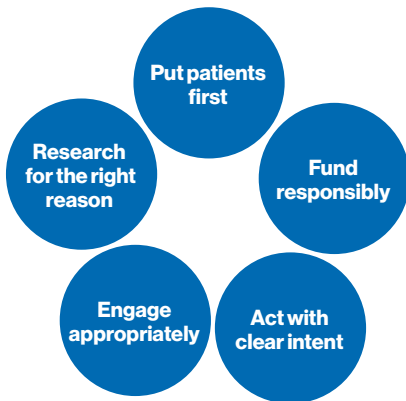 Put patients
first
Research
for the right
reason
Fund
responsibly
Engage
appropriately
Act with
clear intent